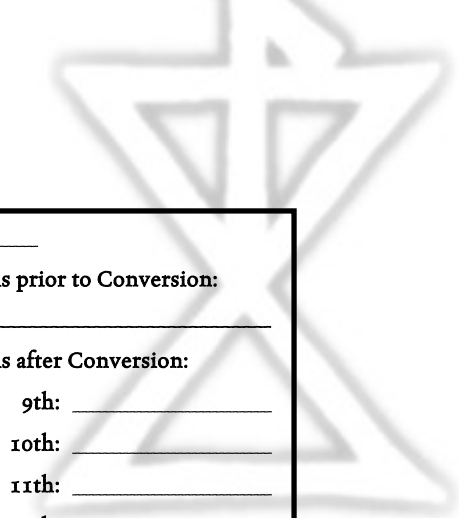 s prior to Conversion:
s after Conversion:
9th:
10th:
11th: